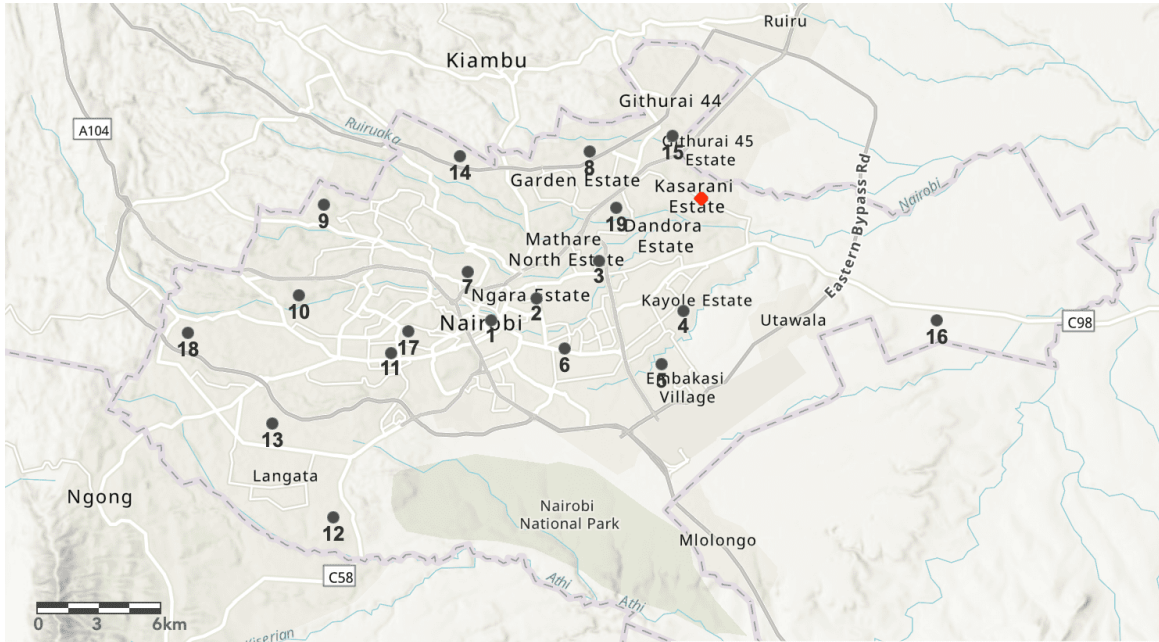 Ruiru
Kiambu
Githurai 44
A104
Ruiruaka
Githurai 45
Estate
15
8
14
Garden Estate
Kasarani
Estate
Nairobi
9
19
Dandora
Estate
Mathare
North Estate
Eastern Bypass Rd
3
7
Ngara Estate
2
Kayole Estate
10
4
Utawala
Nairobi
1
C98
16
18
17
11
6
5
Embakasi
Village
13
Langata
Ngong
Nairobi
National Park
12
Mlolongo
C58
Athi
Athi
0 3 6km